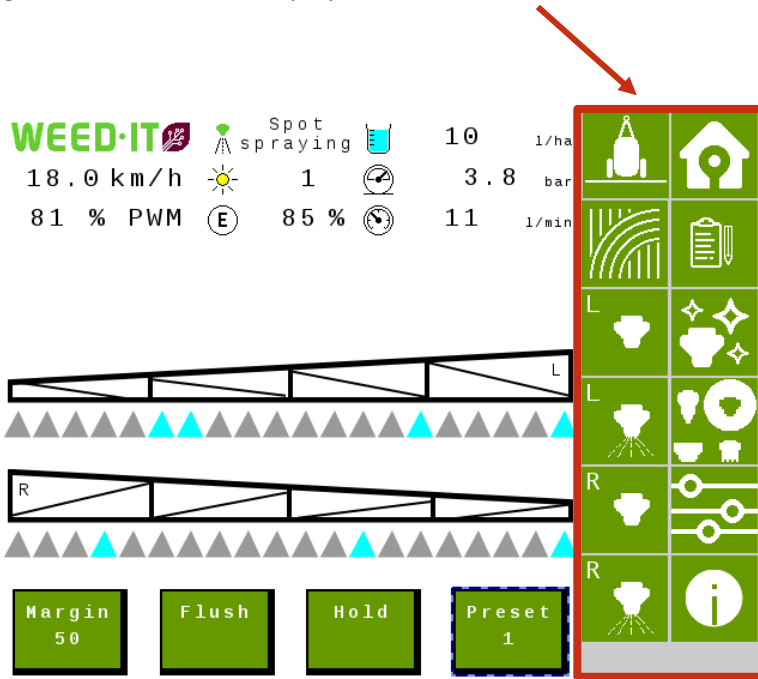 WEED·IT Spot spraying 10 l/ha
18.0 km/h 1 3.8 bar
81 % PWM E 85 % 11 l/min
L
R
L
L
R
R
i
Margin 50
Flush
Hold
Preset 1